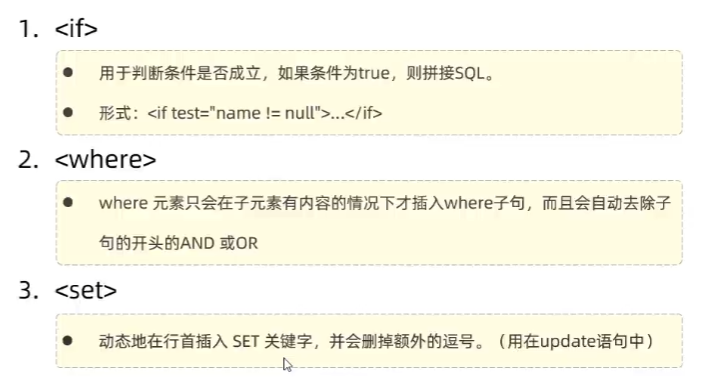 1. <if>
● 用于判断条件是否成立，如果条件为true，则拼接SQL。
● 形式：<if test="name != null">...</if>
2. <where>
● where 元素只会在子元素有内容的情况下才插入where子句，而且会自动去除子
句的开头的AND 或OR
3. <set>
● 动态地在行首插入 SET 关键字，并会删掉额外的逗号。（用在update语句中）